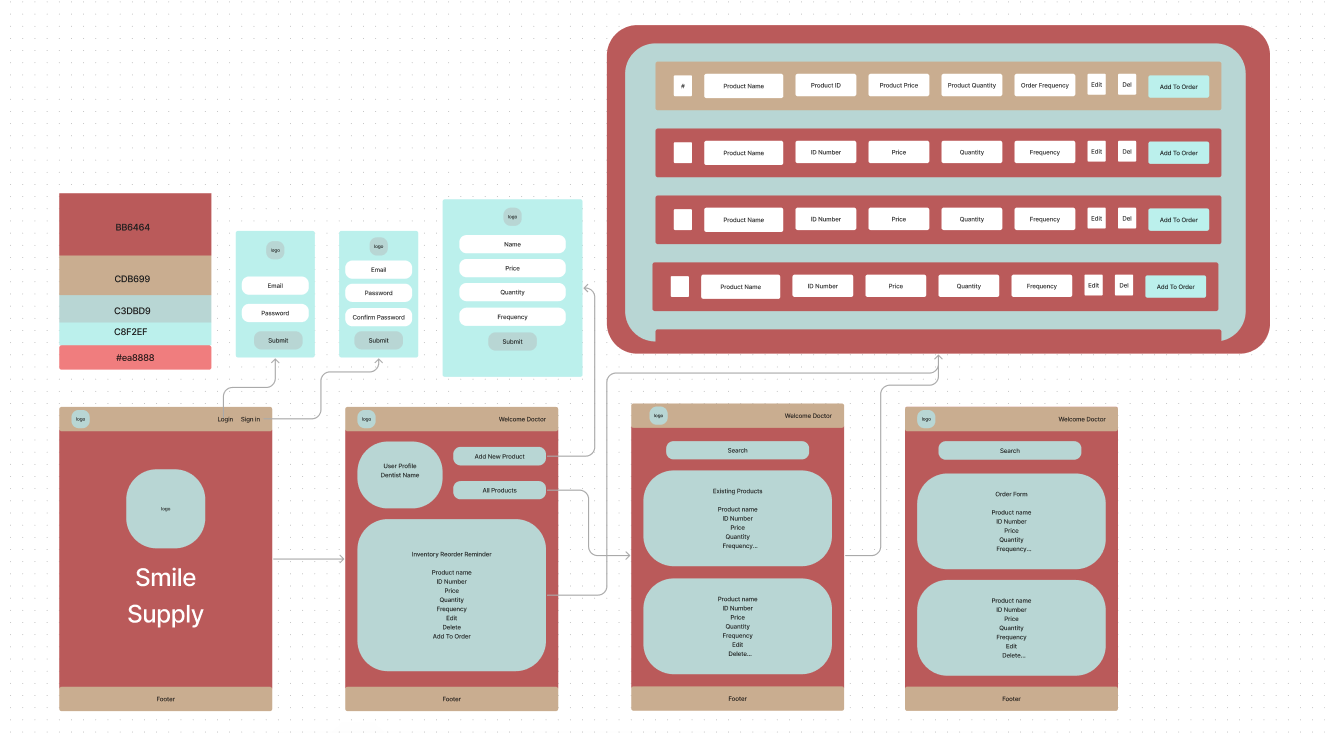 # Product Name Product ID Product Price Product Quantity Order Frequency Edit Del Add To Order
Product Name ID Number Price Quantity Frequency Edit Del Add To Order
Product Name ID Number Price Quantity Frequency Edit Del Add To Order
Product Name ID Number Price Quantity Frequency Edit Del Add To Order
BB6464
CDB699
C3DBD9
C8F2EF
#ea8888
logo
Email
Password
Submit
logo
Email
Password
Confirm Password
Submit
logo
Name
Price
Quantity
Frequency
Submit
logo Login Sign in
logo
Smile
Supply
Footer
logo Welcome Doctor
User Profile
Dentist Name
Add New Product
All Products
Inventory Reorder Reminder
Product name
ID Number
Price
Quantity
Frequency
Edit
Delete
Add To Order
Footer
logo Welcome Doctor
Search
Existing Products
Product name
ID Number
Price
Quantity
Frequency...
Product name
ID Number
Price
Quantity
Frequency
Edit
Delete...
Footer
logo Welcome Doctor
Search
Order Form
Product name
ID Number
Price
Quantity
Frequency...
Product name
ID Number
Price
Quantity
Frequency
Edit
Delete...
Footer